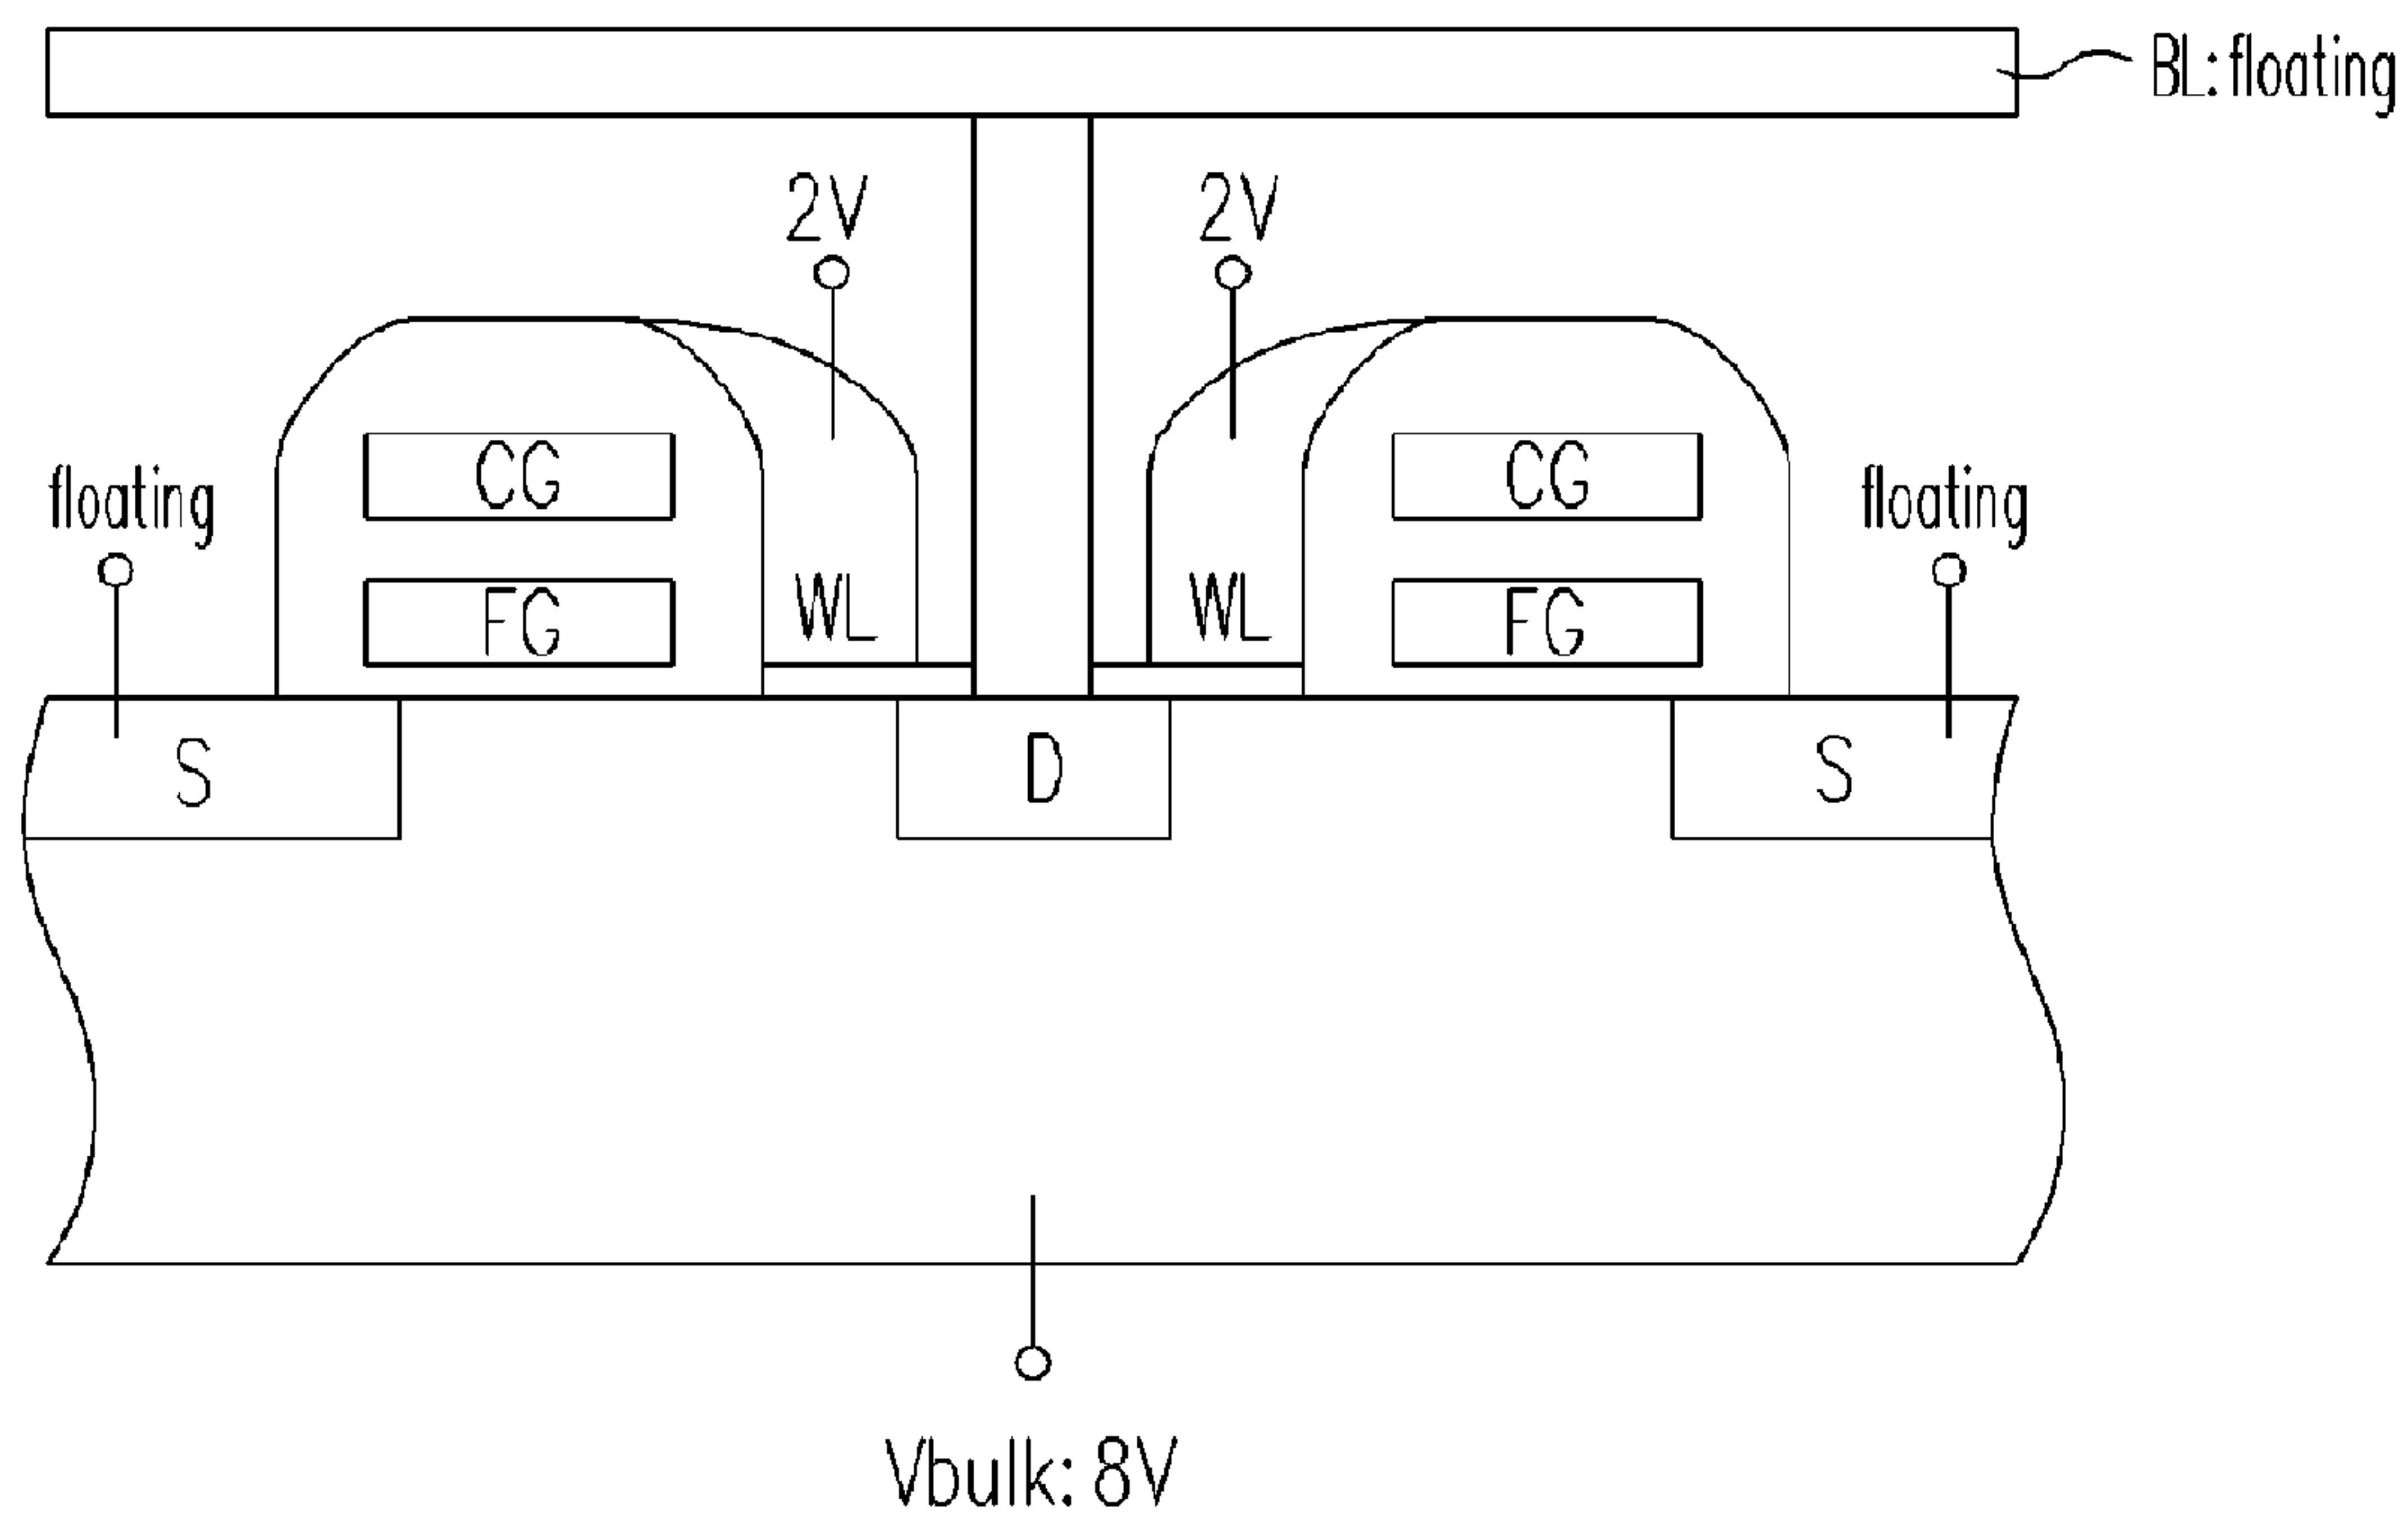 BL: floating
2V
2V
CG
CG
floating
floating
FG
WL
WL
FG
S
D
S
Vbulk: 8V